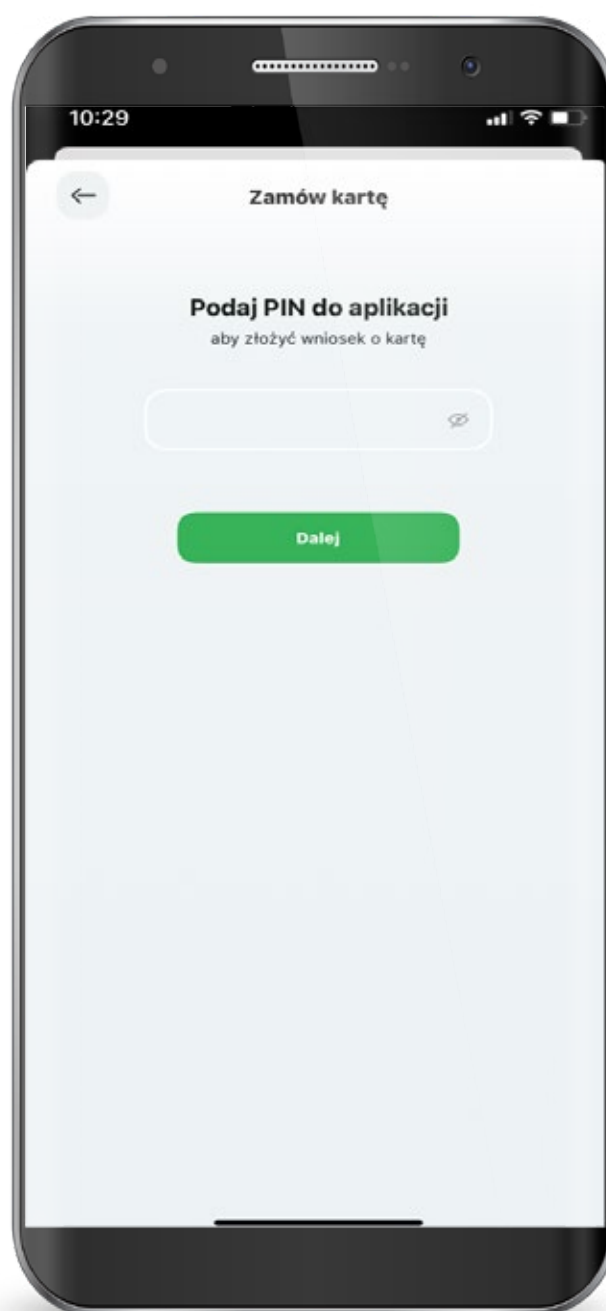 10:29
Zamów kartę
Podaj PIN do aplikacji
aby złożyć wniosek o kartę
Dalej